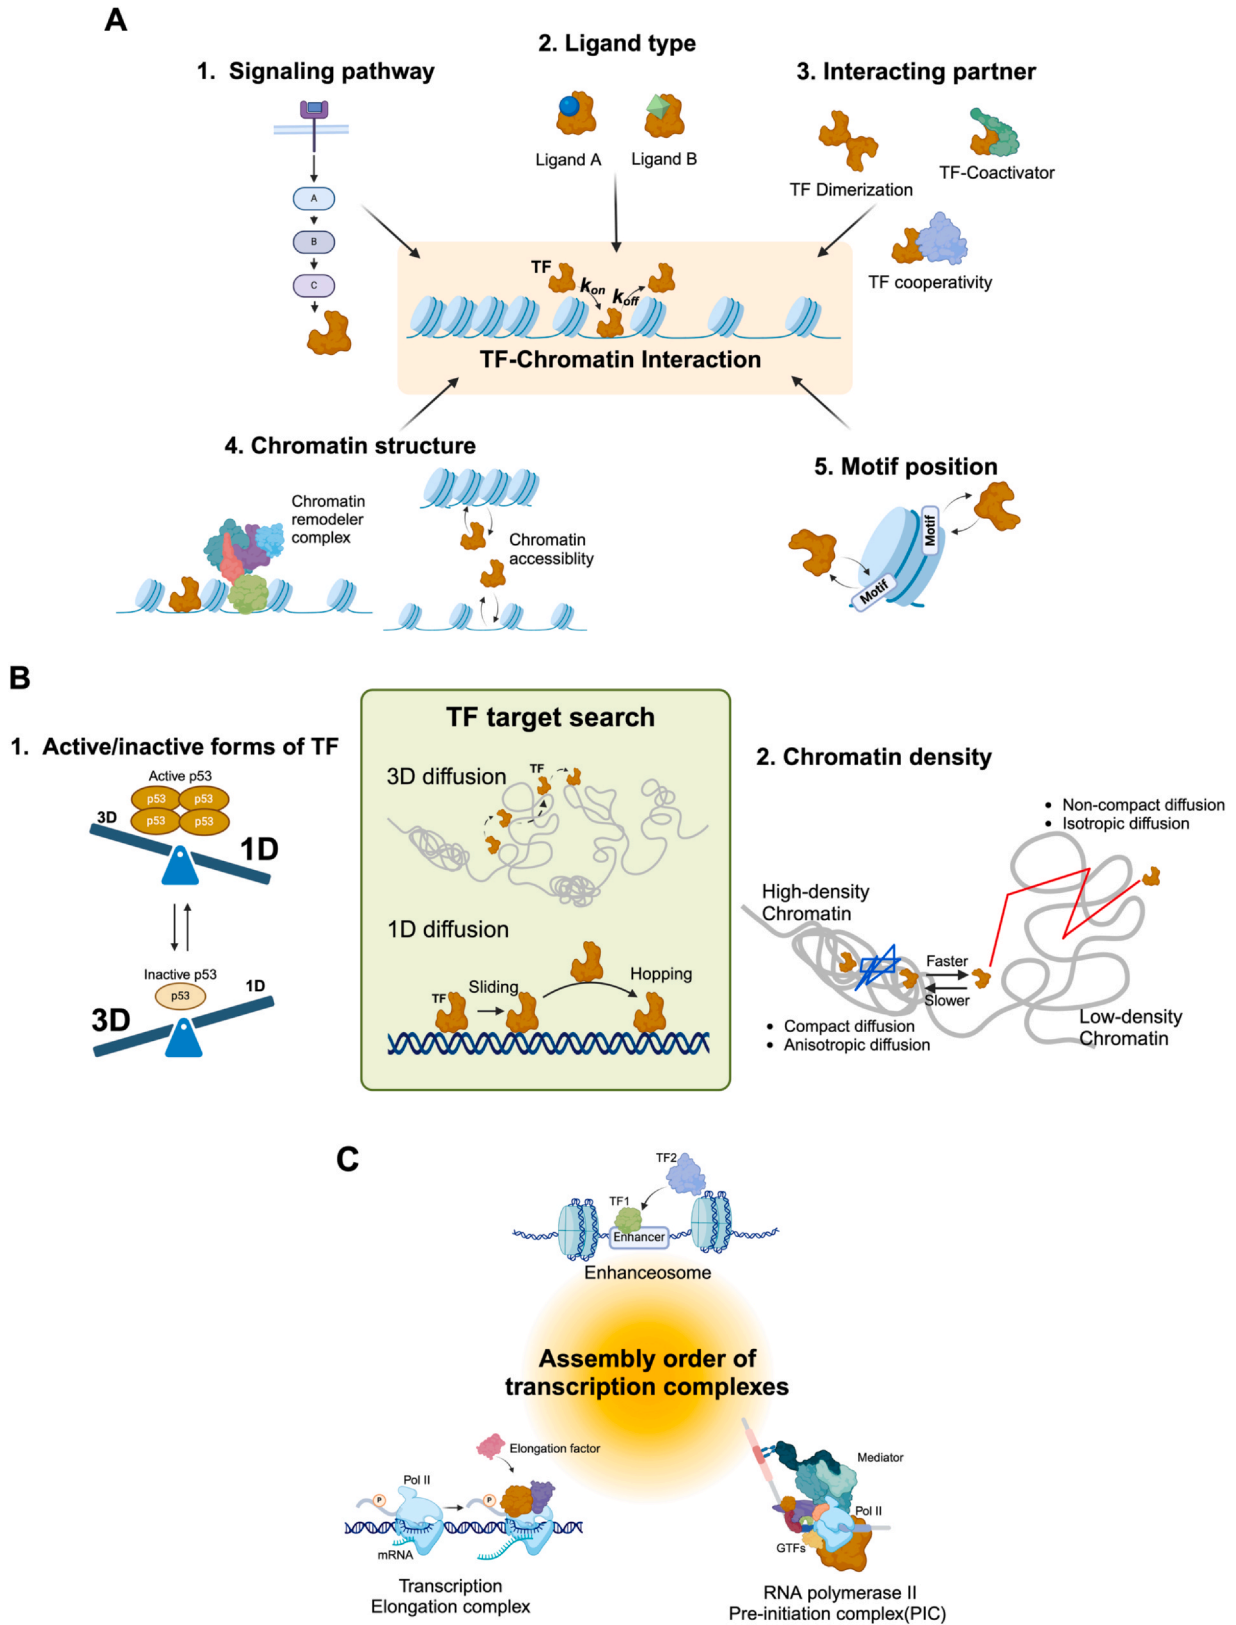 A
1. Signaling pathway
A
B
C
2. Ligand type
Ligand A
Ligand B
3. Interacting partner
TF Dimerization
TF-Coactivator
TF cooperativity
TF
kon
koff
TF-Chromatin Interaction
4. Chromatin structure
Chromatin
remodeler
complex
Chromatin
accessiblity
5. Motif position
Motif
Motif
B
1. Active/inactive forms of TF
Active p53
p53 p53
p53 p53
3D
1D
Inactive p53
p53
3D
1D
TF target search
3D diffusion
TF
1D diffusion
TF
Sliding
Hopping
2. Chromatin density
• Non-compact diffusion
• Isotropic diffusion
High-density
Chromatin
Faster
Slower
• Compact diffusion
• Anisotropic diffusion
Low-density
Chromatin
C
TF2
TF1
Enhancer
Enhanceosome
Assembly order of
transcription complexes
Elongation factor
Pol II
P
P
mRNA
Transcription
Elongation complex
Mediator
Pol II
GTFs
RNA polymerase II
Pre-initiation complex(PIC)